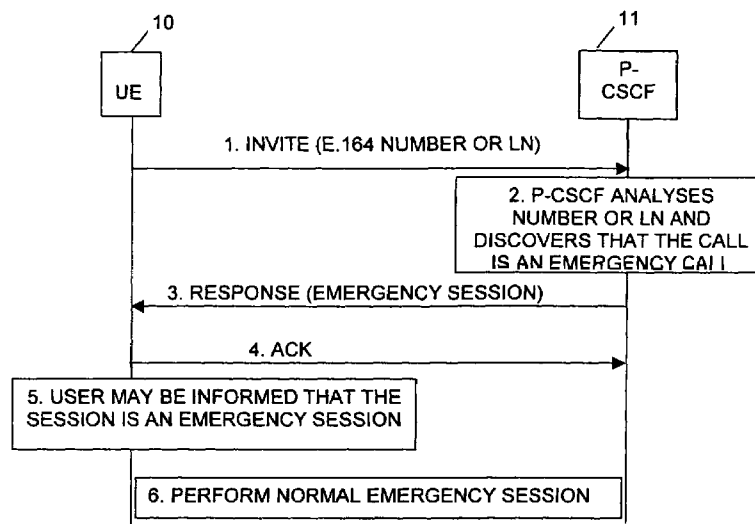 10
11
UE
P-
CSCF
1. INVITE (E.164 NUMBER OR LN)
2. P-CSCF ANALYSES
NUMBER OR LN AND
DISCOVERS THAT THE CALL
IS AN EMERGENCY CALL
3. RESPONSE (EMERGENCY SESSION)
4. ACK
5. USER MAY BE INFORMED THAT THE
SESSION IS AN EMERGENCY SESSION
6. PERFORM NORMAL EMERGENCY SESSION